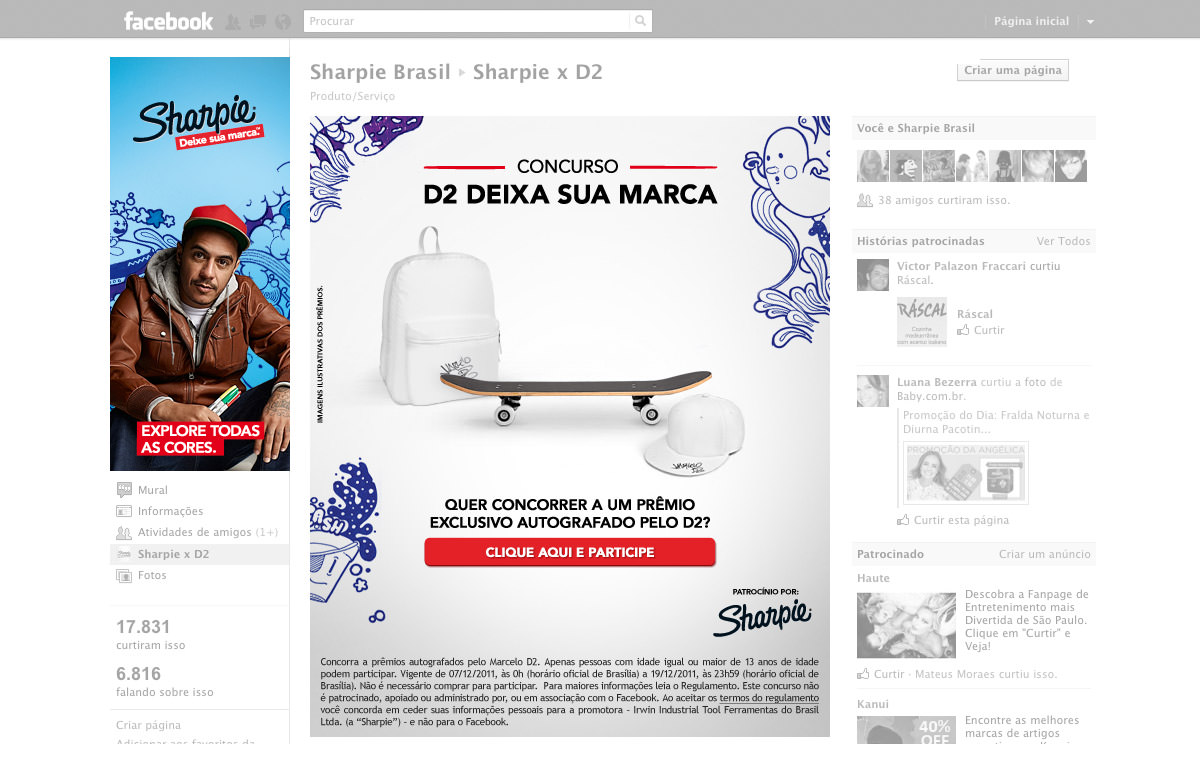 facebook
Procurar
Página inicial
Sharpie
Deixe sua marca.
EXPLORE TODAS
AS CORES.
Mural
Informações
Atividades de amigos (1+)
Sharpie x D2
Fotos
17.831
curtiram isso
6.816
falando sobre isso
Criar página
Sharpie Brasil Sharpie x D2
Produto/Serviço
Criar uma página
CONCURSO
D2 DEIXA SUA MARCA
IMAGENS ILUSTRATIVAS DOS PRÊMIOS.
QUER CONCORRER A UM PRÊMIO
EXCLUSIVO AUTOGRAFADO PELO D2?
CLIQUE AQUI E PARTICIPE
PATROCÍNIO POR:
Sharpie
Concorra a prêmios autografados pelo Marcelo D2. Apenas pessoas com idade igual ou maior de 13 anos de idade
podem participar. Vigente de 07/12/2011, às 0h (horário oficial de Brasília) a 19/12/2011, às 23h59 (horário oficial de
Brasília). Não é necessário comprar para participar. Para maiores informações leia o Regulamento. Este concurso não
é patrocinado, apoiado ou administrado por, ou em associação com o Facebook. Ao aceitar os termos do regulamento
você concorda em ceder suas informações pessoais para a promotora - Irwin Industrial Tool Ferramentas do Brasil
Ltda. (a “Sharpie”) - e não para o Facebook.
Você e Sharpie Brasil
38 amigos curtiram isso.
Histórias patrocinadas Ver Todos
Victor Palazon Fraccari curtiu
Ráscal.
RÁSCAL
Cozinha
mediterrânea
com acento italiano
Ráscal
Curtir
Luana Bezerra curtiu a foto de
Baby.com.br.
Promoção do Dia: Fralda Noturna e
Diurna Pacotin...
PROMOÇÃO DA ANGÉLICA
Curtir esta página
Patrocinado Criar um anúncio
Haute
Descubra a Fanpage de
Entretenimento mais
Divertida de São Paulo.
Clique em "Curtir" e
Veja!
Curtir · Mateus Moraes curtiu isso.
Kanui
40%
OFF
Encontre as melhores
marcas de artigos